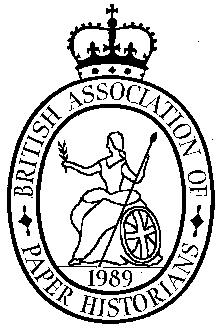 BRITISH ASSOCIATION OF
PAPER HISTORIANS
1989